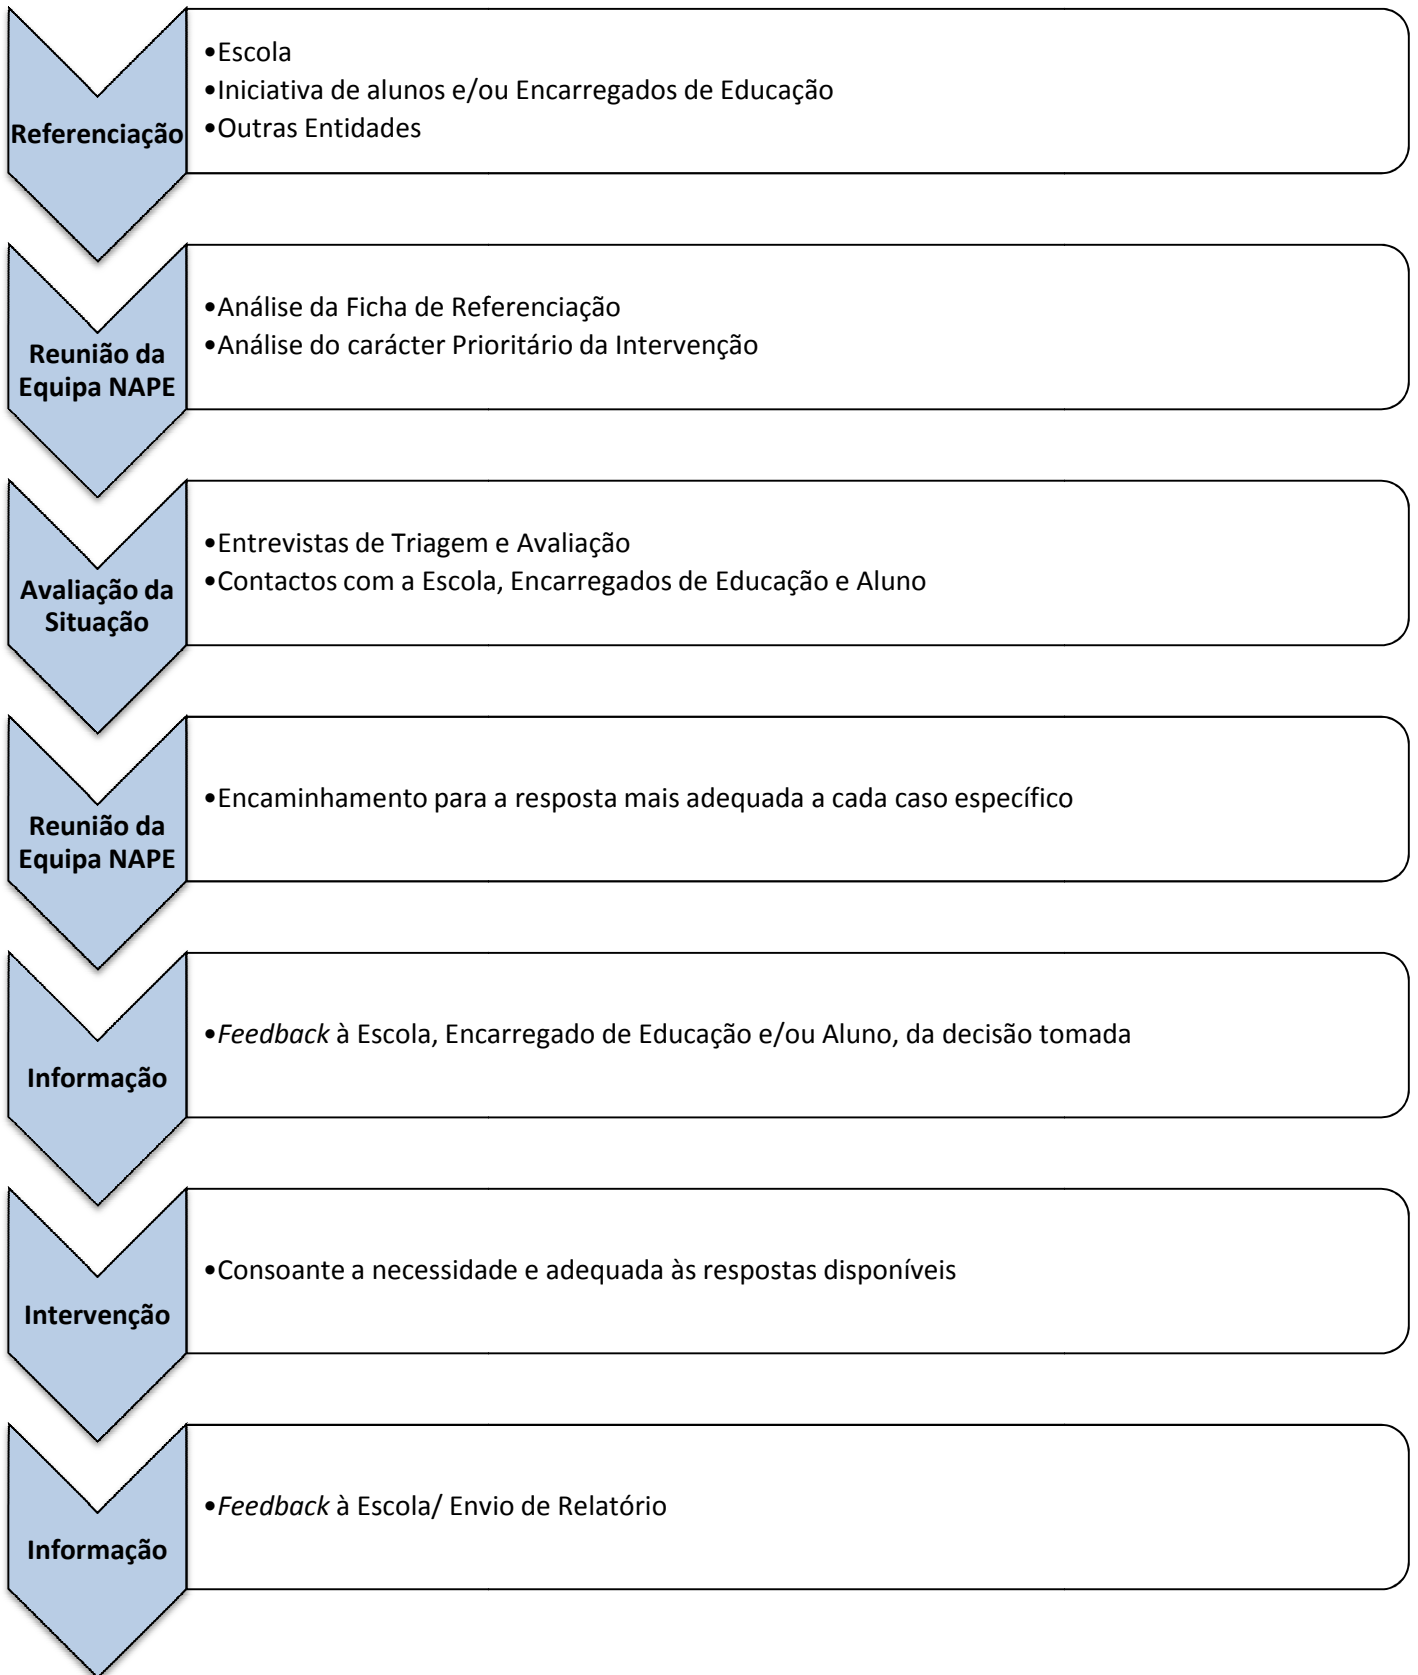 Referenciação
•Escola
•Iniciativa de alunos e/ou Encarregados de Educação
•Outras Entidades
Reunião da
Equipa NAPE
•Análise da Ficha de Referenciação
•Análise do carácter Prioritário da Intervenção
Avaliação da
Situação
•Entrevistas de Triagem e Avaliação
•Contactos com a Escola, Encarregados de Educação e Aluno
Reunião da
Equipa NAPE
•Encaminhamento para a resposta mais adequada a cada caso específico
Informação
•Feedback à Escola, Encarregado de Educação e/ou Aluno, da decisão tomada
Intervenção
•Consoante a necessidade e adequada às respostas disponíveis
Informação
•Feedback à Escola/ Envio de Relatório